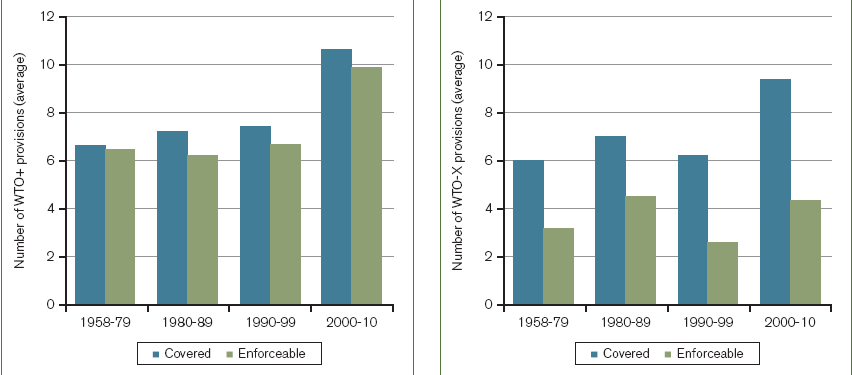 Number of WTO+ provisions (average)
12
10
8
6
4
2
0
1958-79 1980-89 1990-99 2000-10
Covered Enforceable
Number of WTO-X provisions (average)
12
10
8
6
4
2
0
1958-79 1980-89 1990-99 2000-10
Covered Enforceable